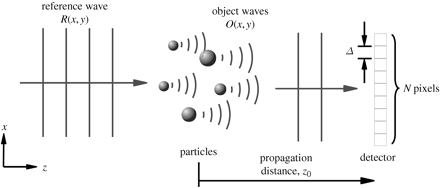 reference wave
R(x, y)
object waves
O(x, y)
Δ
N pixels
x
z
particles
propagation
distance, z₀
detector